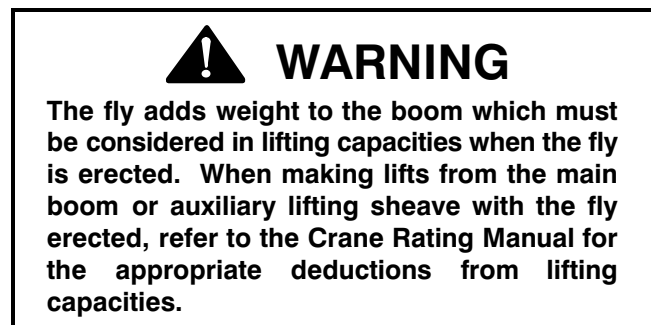 WARNING
The fly adds weight to the boom which must
be considered in lifting capacities when the fly
is erected. When making lifts from the main
boom or auxiliary lifting sheave with the fly
erected, refer to the Crane Rating Manual for
the appropriate deductions from lifting
capacities.